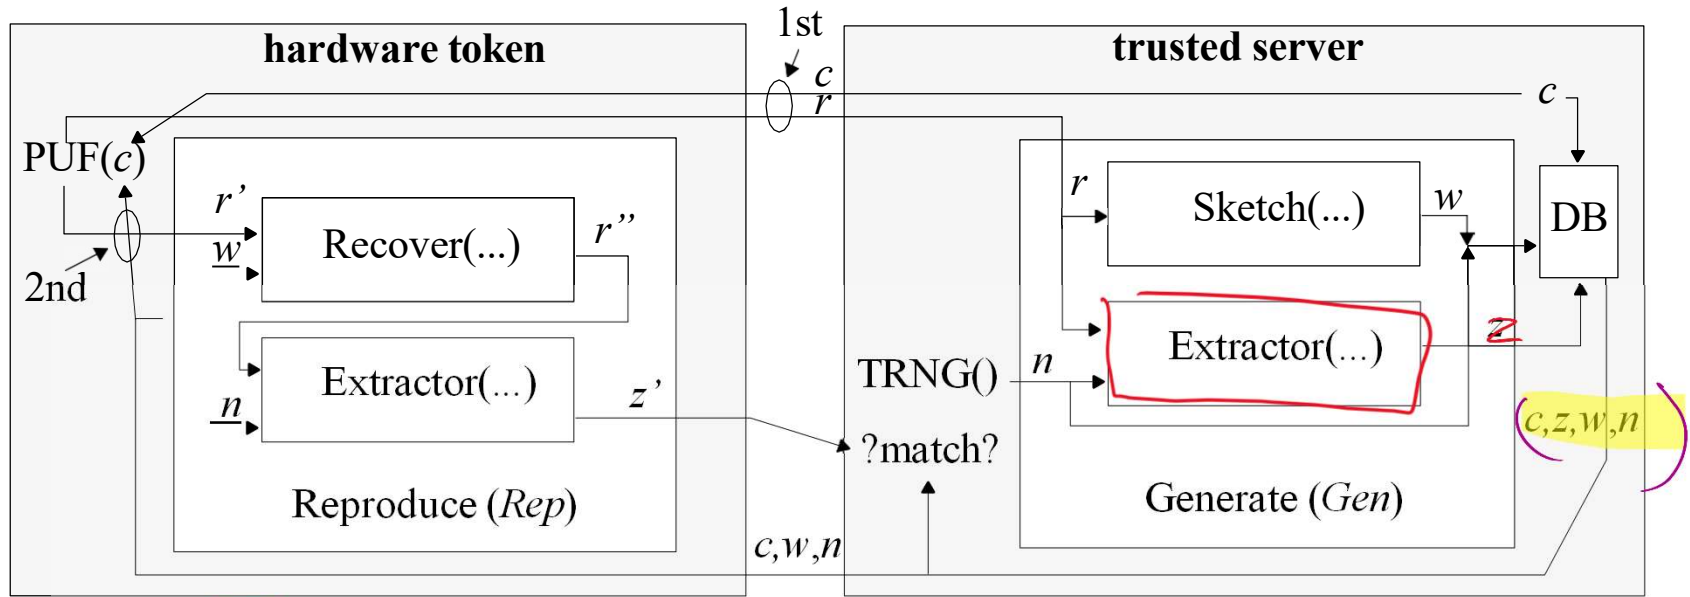 1st
hardware token
trusted server
c
r
c
PUF(c)
r'
w
Recover(...)
r''
2nd
r
Sketch(...)
w
DB
Extractor(...)
n
z'
TRNG()
n
Extractor(...)
z
?match?
c,z,w,n
Reproduce (Rep)
Generate (Gen)
c,w,n